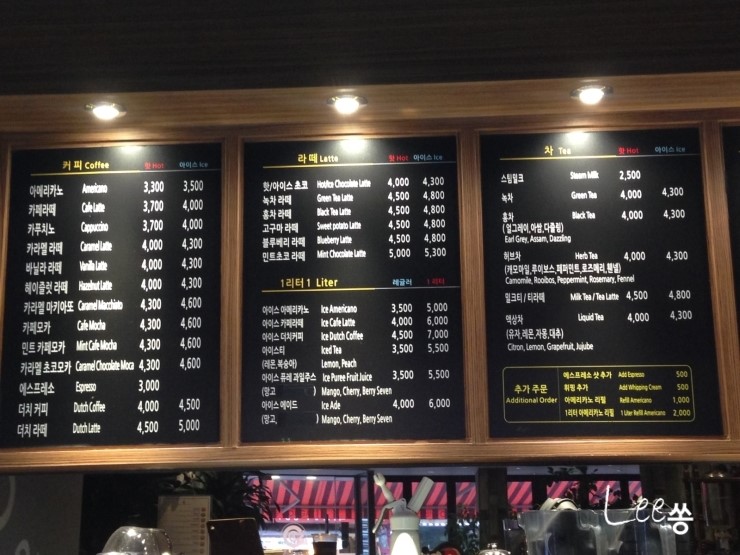 커피 Coffee 핫 Hot 아이스 Ice
아메리카노 Americano 3,300 3,500
카페라떼 Cafe Latte 3,700 4,000
카푸치노 Cappuccino 3,700 4,000
카라멜 라떼 Caramel Latte 4,000 4,300
바닐라 라떼 Vanilla Latte 4,000 4,300
헤이즐럿 라떼 Hazelnut Latte 4,000 4,300
카라멜 마키아또 Caramel Macchiato 4,300 4,600
카페모카 Cafe Mocha 4,300 4,600
민트 카페모카 Mint Cafe Mocha 4,300 4,600
카라멜 초코모카 Caramel Chocolate Moca 4,300 4,600
에스프레소 Espresso 3,000
더치 커피 Dutch Coffee 4,000 4,500
더치 라떼 Dutch Latte 4,500 5,000
라떼 Latte 핫 Hot 아이스 Ice
핫/아이스 초코 Hot/Ice Chocolate Latte 4,000 4,300
녹차 라떼 Green Tea Latte 4,500 4,800
홍차 라떼 Black Tea Latte 4,500 4,800
고구마 라떼 Sweet potato Latte 4,500 4,800
블루베리 라떼 Blueberry Latte 4,500 4,800
민트초코 라떼 Mint Chocolate Latte 5,000 5,300
1리터 1 Liter 레귤러 1 리터
아이스 아메리카노 Ice Americano 3,500 5,000
아이스 카페라떼 Ice Cafe Latte 4,000 6,000
아이스 더치커피 Ice Dutch Coffee 4,500 7,000
아이스티 Iced Tea 3,500 5,500
(레몬, 복숭아) Lemon, Peach
아이스 퓨레 과일주스 Ice Puree Fruit Juice 3,500 5,500
(망고 ) Mango, Cherry, Berry Seven
아이스 에이드 Ice Ade 4,000 6,000
(망고, ) Mango, Cherry, Berry Seven
차 Tea 핫 Hot 아이스 Ice
스팀밀크 Steam Milk 2,500
녹차 Green Tea 4,000 4,300
홍차 Black Tea 4,000 4,300
(얼그레이,아쌈,다즐링)
Earl Grey, Assam, Dazzling
허브차 Herb Tea 4,000 4,300
(캐모마일,루이보스,페퍼민트,로즈메리,휀넬)
Camomile, Rooibos, Peppermint, Rosemary, Fennel
밀크티/티라떼 Milk Tea / Tea Latte 4,500 4,800
액상차 Liquid Tea 4,000 4,300
(유자,레몬,자몽,대추)
Citron, Lemon, Grapefruit, Jujube
추가 주문
Additional Order
에스프레소 샷 추가 Add Espresso 500
휘핑 추가 Add Whipping Cream 500
아메리카노 리필 Refill Americano 1,000
1리터 아메리카노 리필 1 Liter Refill Americano 2,000
Lee쏭